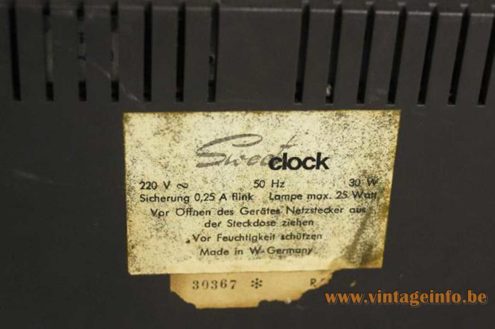 Sweet clock
220 V ~ 50 Hz 30 W
Sicherung 0,25 A flink Lampe max. 25 Watt
Vor Öffnen des Gerätes Netzstecker aus
der Steckdose ziehen
Vor Feuchtigkeit schützen
Made in W-Germany
30367 *
https://www.vintageinfo.be